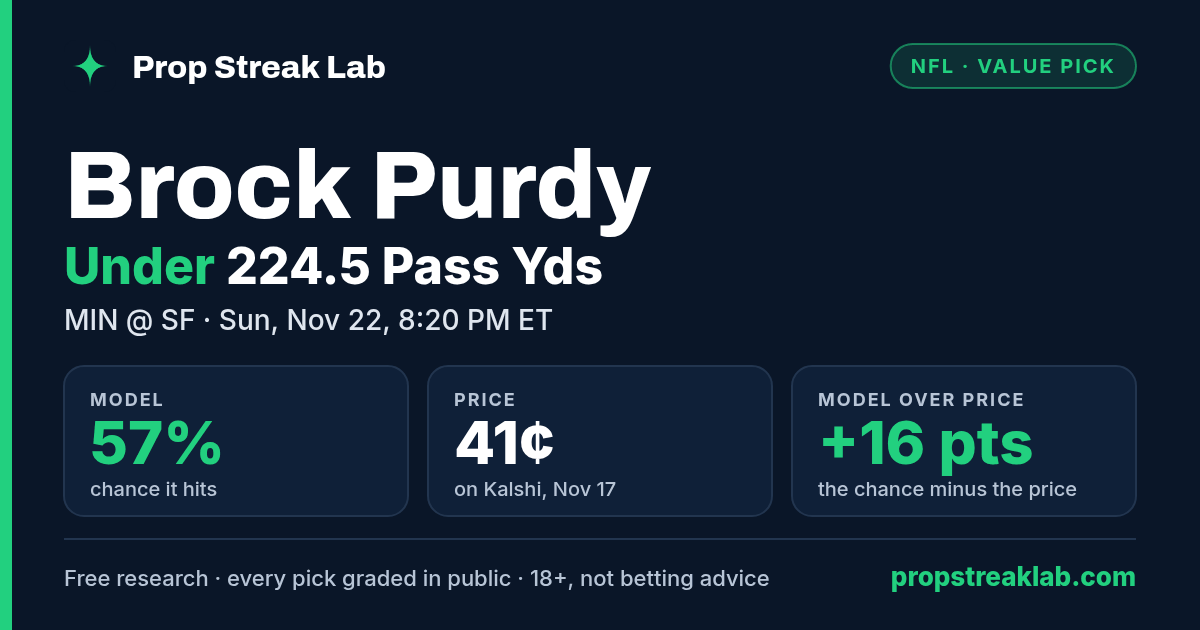 Prop Streak Lab
NFL · VALUE PICK
Brock Purdy
Under 224.5 Pass Yds
MIN @ SF · Sun, Nov 22, 8:20 PM ET
MODEL
57%
chance it hits
PRICE
41¢
on Kalshi, Nov 17
MODEL OVER PRICE
+16 pts
the chance minus the price
Free research · every pick graded in public · 18+, not betting advice
propstreaklab.com